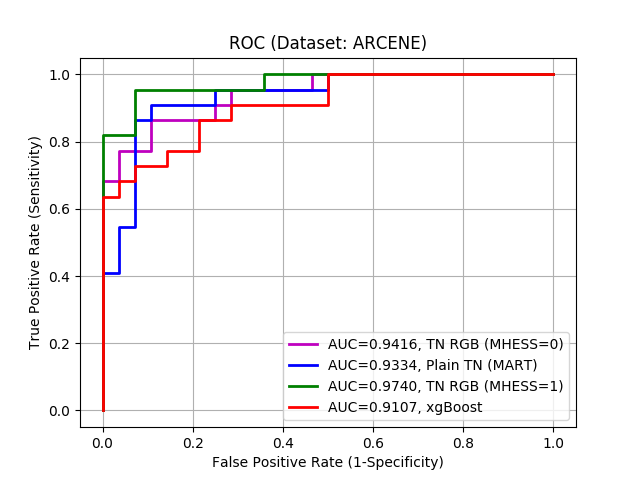 ROC (Dataset: ARCENE)
True Positive Rate (Sensitivity)
1.0
0.8
0.6
0.4
0.2
0.0
AUC=0.9416, TN RGB (MHESS=0)
AUC=0.9334, Plain TN (MART)
AUC=0.9740, TN RGB (MHESS=1)
AUC=0.9107, xgBoost
0.0 0.2 0.4 0.6 0.8 1.0
False Positive Rate (1-Specificity)